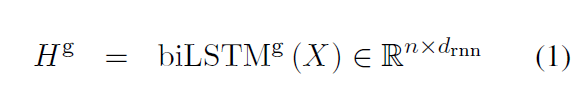 H^g = biLSTM^g (X) ∈ ℝ^{n×d_rnn} (1)